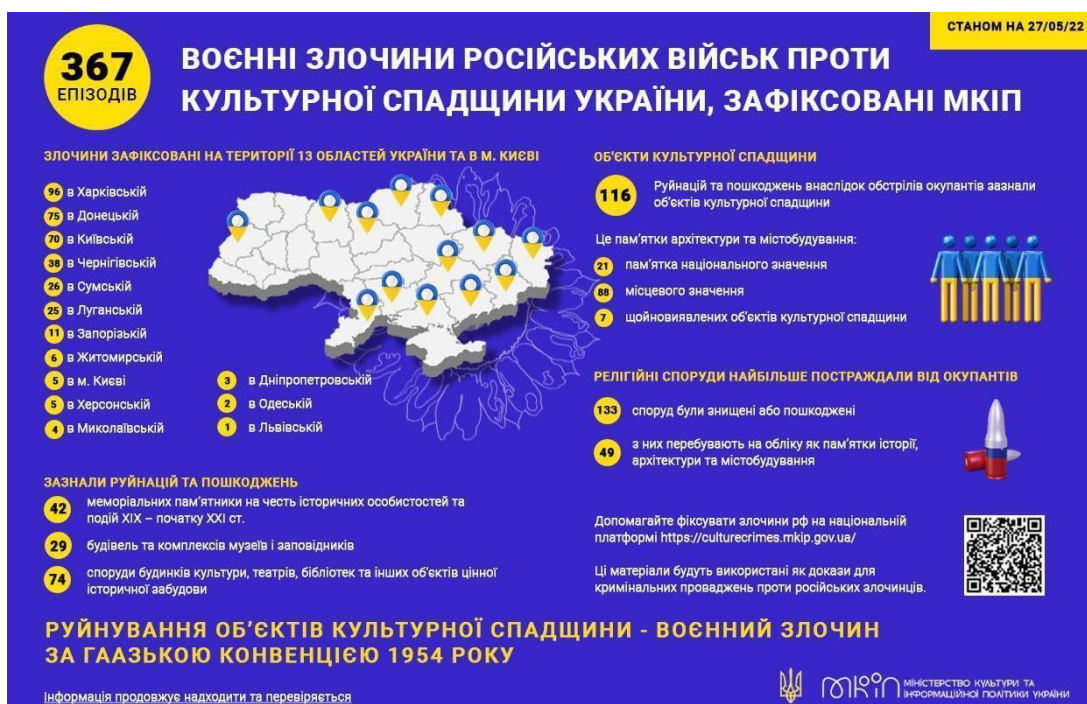 СТАНОМ НА 27/05/22
367
ЕПІЗОДІВ
ВОЄННІ ЗЛОЧИНИ РОСІЙСЬКИХ ВІЙСЬК ПРОТИ
КУЛЬТУРНОЇ СПАДЩИНИ УКРАЇНИ, ЗАФІКСОВАНІ МКІП
ЗЛОЧИНИ ЗАФІКСОВАНІ НА ТЕРИТОРІЇ 13 ОБЛАСТЕЙ УКРАЇНИ ТА В М. КИЄВІ
96 в Харківській
75 в Донецькій
70 в Київській
38 в Чернігівській
26 в Сумській
25 в Луганській
11 в Запорізькій
6 в Житомирській
5 в м. Києві
5 в Херсонській
4 в Миколаївській
3 в Дніпропетровській
2 в Одеській
1 в Львівській
ЗАЗНАЛИ РУЙНАЦІЙ ТА ПОШКОДЖЕНЬ
42 меморіальних пам'ятники на честь історичних особистостей та
подій XIX – початку XXI ст.
29 будівель та комплексів музеїв і заповідників
74 споруди будинків культури, театрів, бібліотек та інших об'єктів цінної
історичної забудови
ОБ'ЄКТИ КУЛЬТУРНОЇ СПАДЩИНИ
116 Руйнацій та пошкоджень внаслідок обстрілів окупантів зазнали
об'єктів культурної спадщини
Це пам'ятки архітектури та містобудування:
21 пам'ятка національного значення
88 місцевого значення
7 щойновиявлених об'єктів культурної спадщини
РЕЛІГІЙНІ СПОРУДИ НАЙБІЛЬШЕ ПОСТРАЖДАЛИ ВІД ОКУПАНТІВ
133 споруд були знищені або пошкоджені
49 з них перебувають на обліку як пам'ятки історії,
архітектури та містобудування
Допомагайте фіксувати злочини рф на національній
платформі https://culturecrimes.mkip.gov.ua/
Ці матеріали будуть використані як докази для
кримінальних проваджень проти російських злочинців.
РУЙНУВАННЯ ОБ'ЄКТІВ КУЛЬТУРНОЇ СПАДЩИНИ - ВОЄННИЙ ЗЛОЧИН
ЗА ГААЗЬКОЮ КОНВЕНЦІЄЮ 1954 РОКУ
Інформація продовжує надходити та перевіряється
мкіп МІНІСТЕРСТВО КУЛЬТУРИ ТА
ІНФОРМАЦІЙНОЇ ПОЛІТИКИ УКРАЇНИ